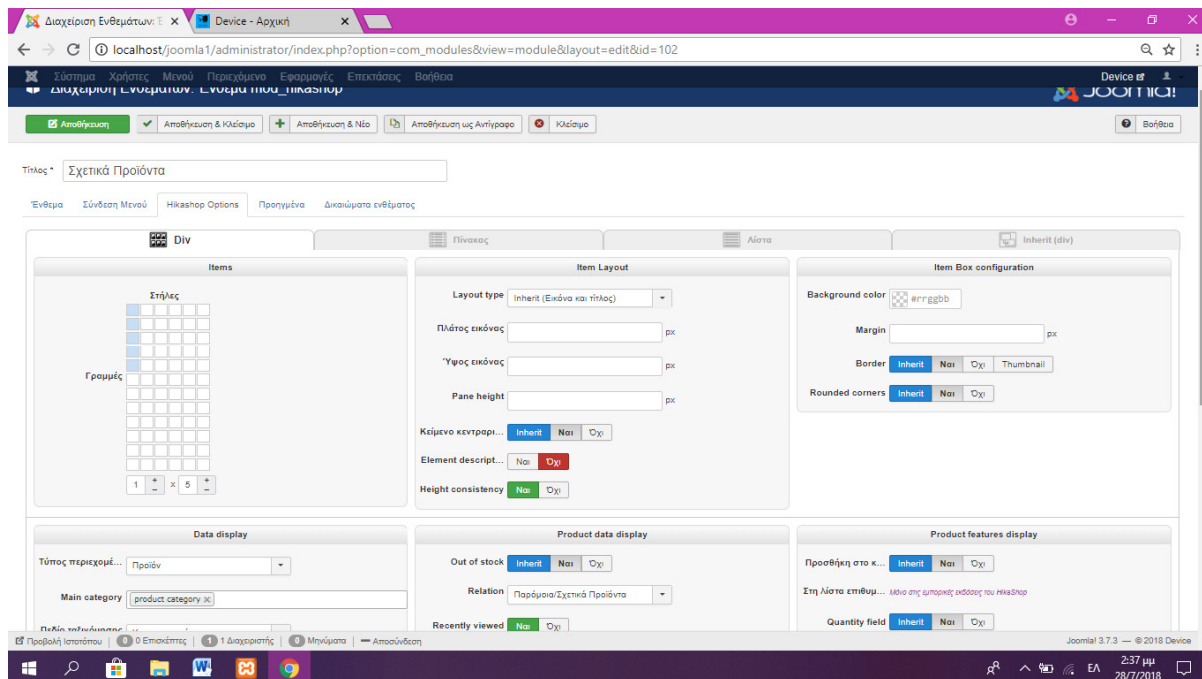 Διαχείριση Ενθεμάτων: Έ
Device - Αρχική
localhost/joomla1/administrator/index.php?option=com_modules&view=module&layout=edit&id=102
Σύστημα Χρήστες Μενού Περιεχόμενο Εφαρμογές Επεκτάσεις Βοήθεια
Device
Διαχείριση Ενθεμάτων: Ένθεμα mod_hikashop
Joomla!
Αποθήκευση Αποθήκευση & Κλείσιμο Αποθήκευση & Νέο Αποθήκευση ως Αντίγραφο Κλείσιμο Βοήθεια
Τίτλος * Σχετικά Προϊόντα
Ένθεμα Σύνδεση Μενού Hikashop Options Προηγμένα Δικαιώματα ενθέματος
Div Πίνακας Λίστα Inherit (div)
Items
Στήλες
Γραμμές
1 x 5
Item Layout
Layout type Inherit (Εικόνα και τίτλος)
Πλάτος εικόνας px
Ύψος εικόνας px
Pane height px
Κείμενο κεντραρι... Inherit Ναι Όχι
Element descript... Ναι Όχι
Height consistency Ναι Όχι
Item Box configuration
Background color #rrggbb
Margin px
Border Inherit Ναι Όχι Thumbnail
Rounded corners Inherit Ναι Όχι
Data display
Τύπος περιεχομέ... Προϊόν
Main category product category
Product data display
Out of stock Inherit Ναι Όχι
Relation Παρόμοια/Σχετικά Προϊόντα
Recently viewed Ναι Όχι
Product features display
Προσθήκη στο κ... Inherit Ναι Όχι
Στη λίστα επιθυμ... Μόνο στις εμπορικές εκδόσεις του HikaShop
Quantity field Inherit Ναι Όχι
Προβολή Ιστοτόπου | 0 0 Επισκέπτες | 1 1 Διαχειριστής | 0 Μηνύματα | Αποσύνδεση
Joomla! 3.7.3 — © 2018 Device
ΕΛ
2:37 μμ
28/7/2018